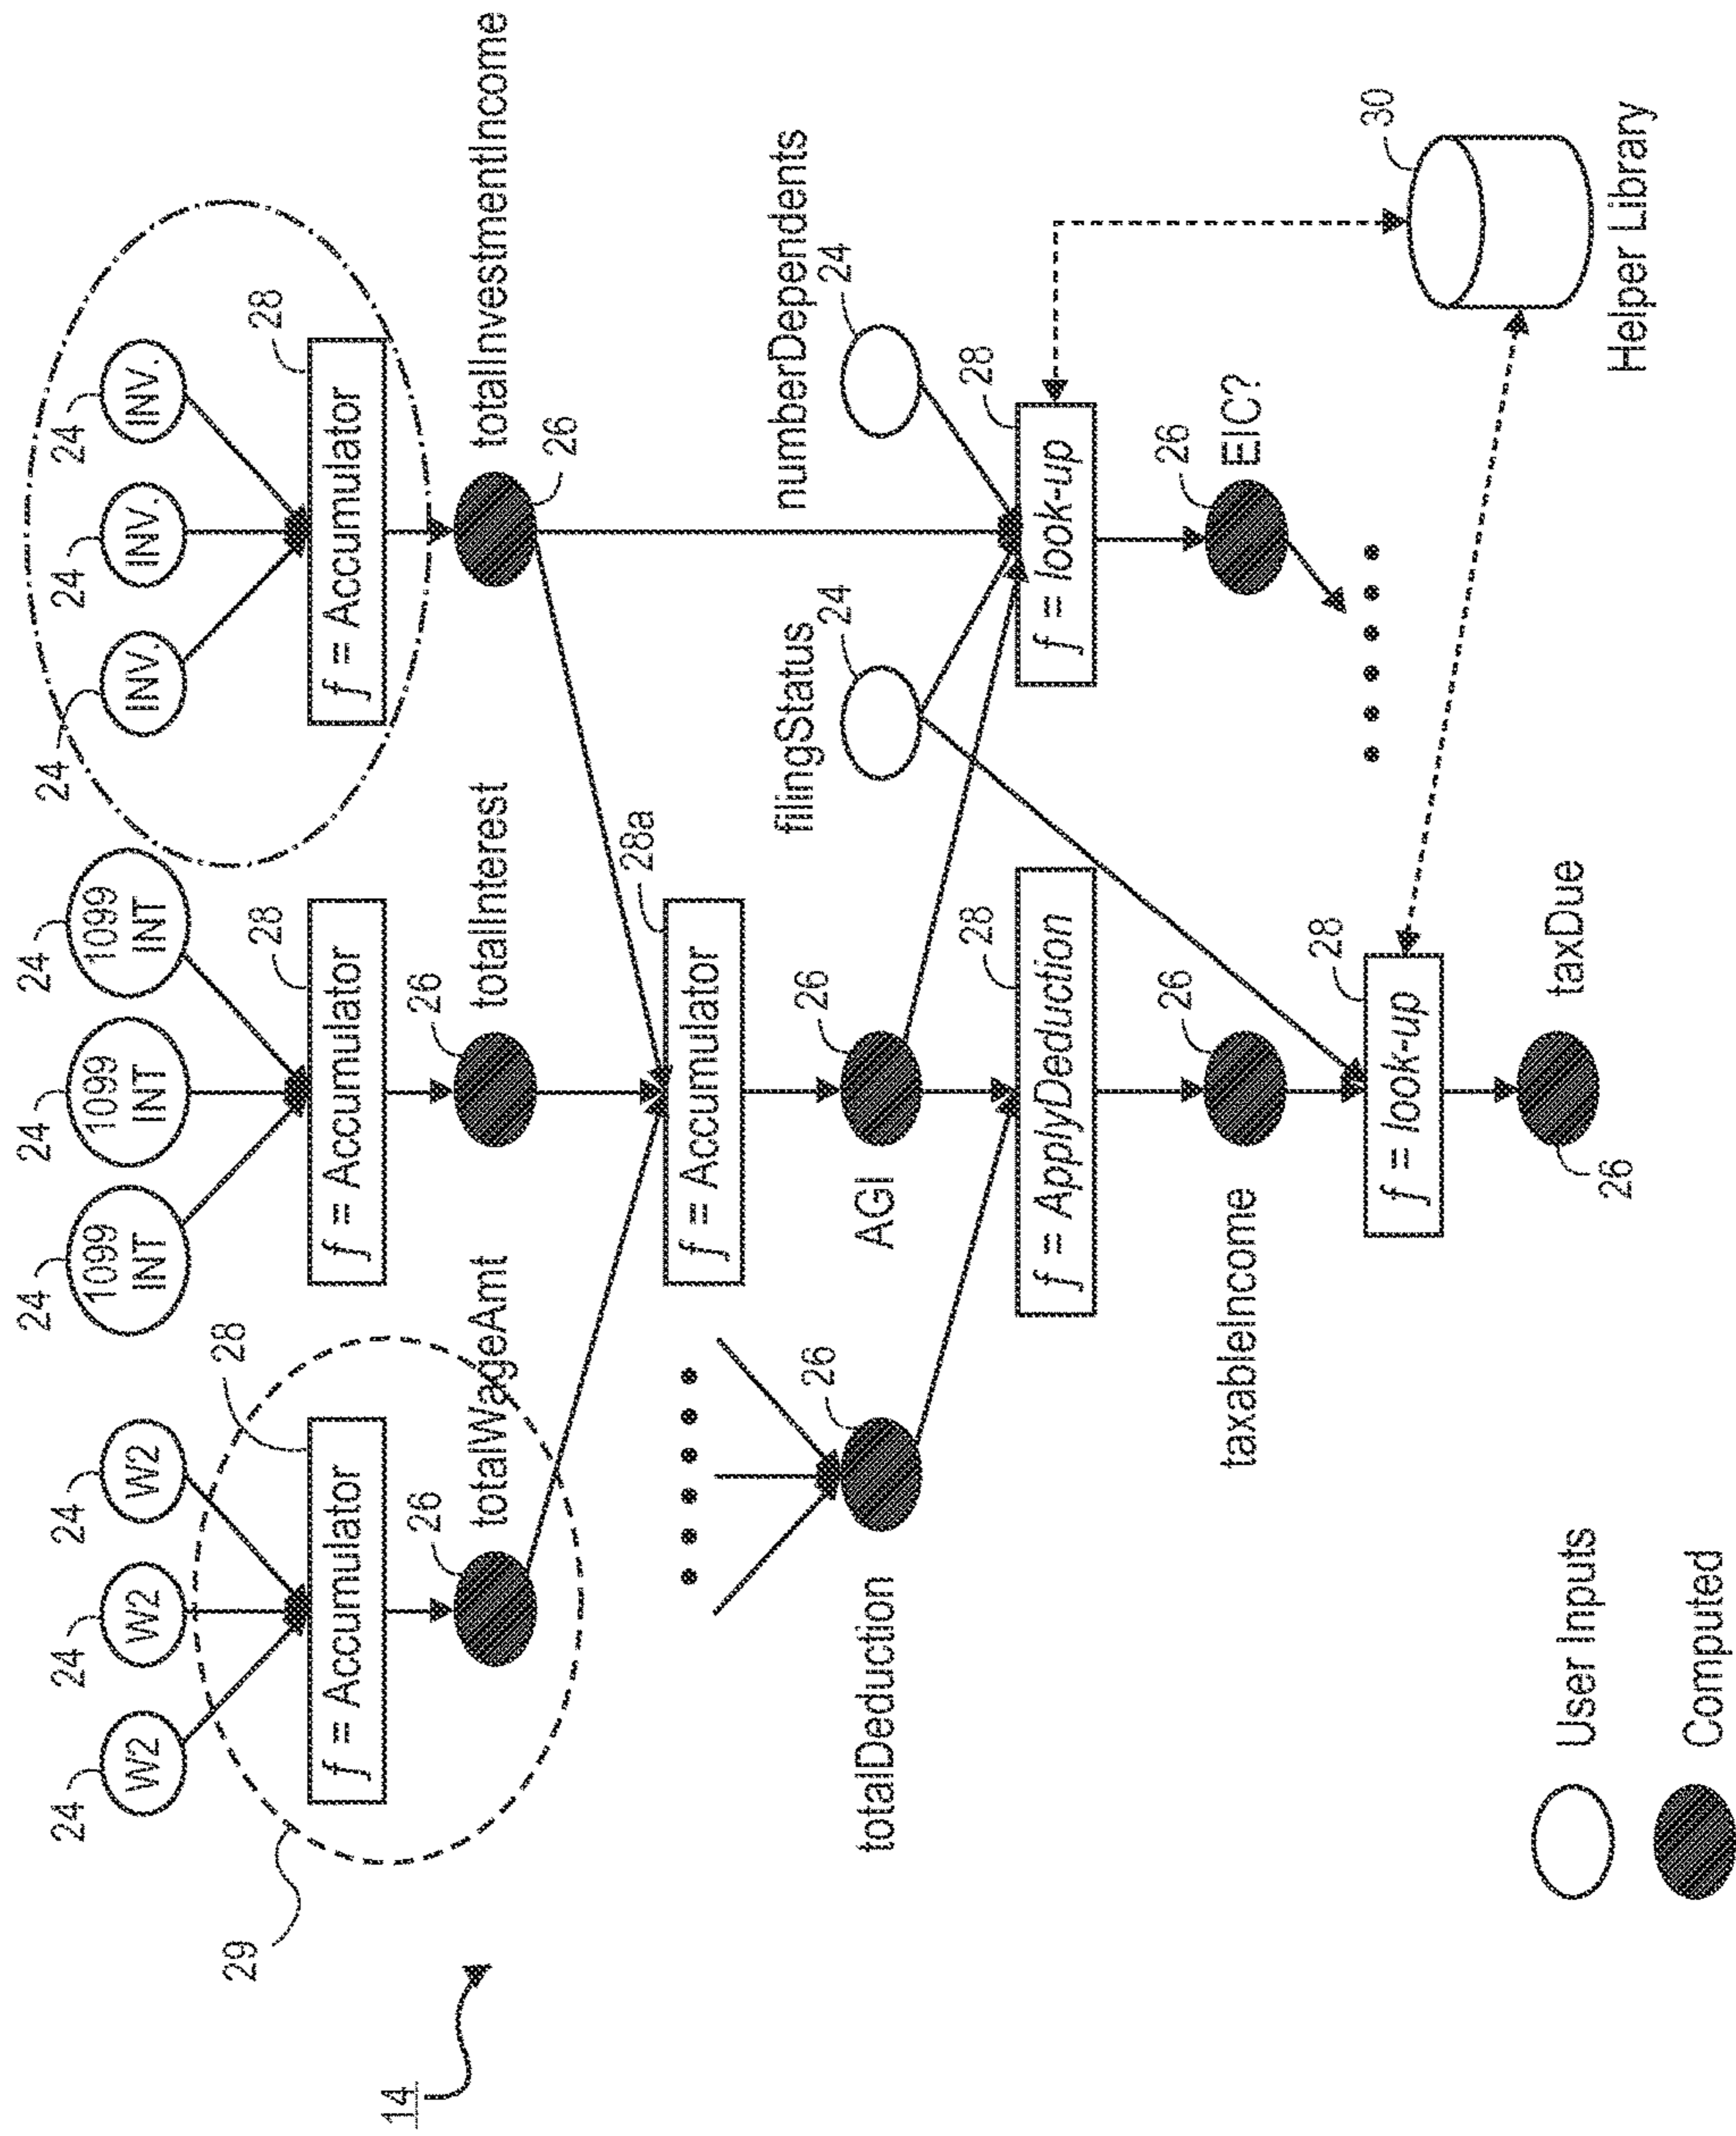 24
24
24
24
24
24
24
24
24
W2
W2
W2
1099
INT
1099
INT
1099
INT
INV.
INV.
INV.
29
28
28
28
f = Accumulator
f = Accumulator
f = Accumulator
14
26
26
totalWageAmt
totalInterest
totalInvestmentIncome
26
28a
f = Accumulator
filingStatus
numberDependents
26
26
24
24
totalDeduction
AGI
28
28
f = ApplyDeduction
f = look-up
26
26
taxableIncome
EIC?
28
30
f = look-up
taxDue
26
Helper Library
User Inputs
Computed